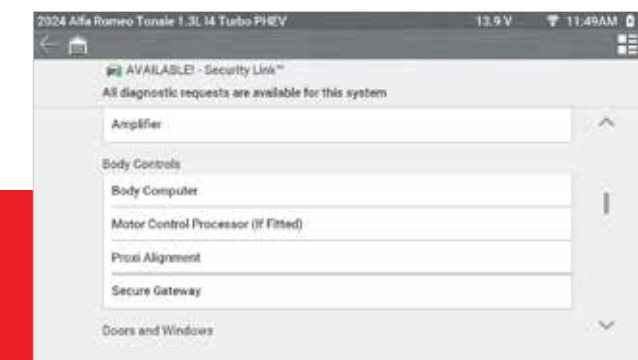 2024 Alfa Romeo Tonale 1.3L I4 Turbo PHEV 13.9 V 11:49AM
AVAILABLE! - Security Link™
All diagnostic requests are available for this system
Amplifier
Body Controls
Body Computer
Motor Control Processor (If Fitted)
Proxi Alignment
Secure Gateway
Doors and Windows